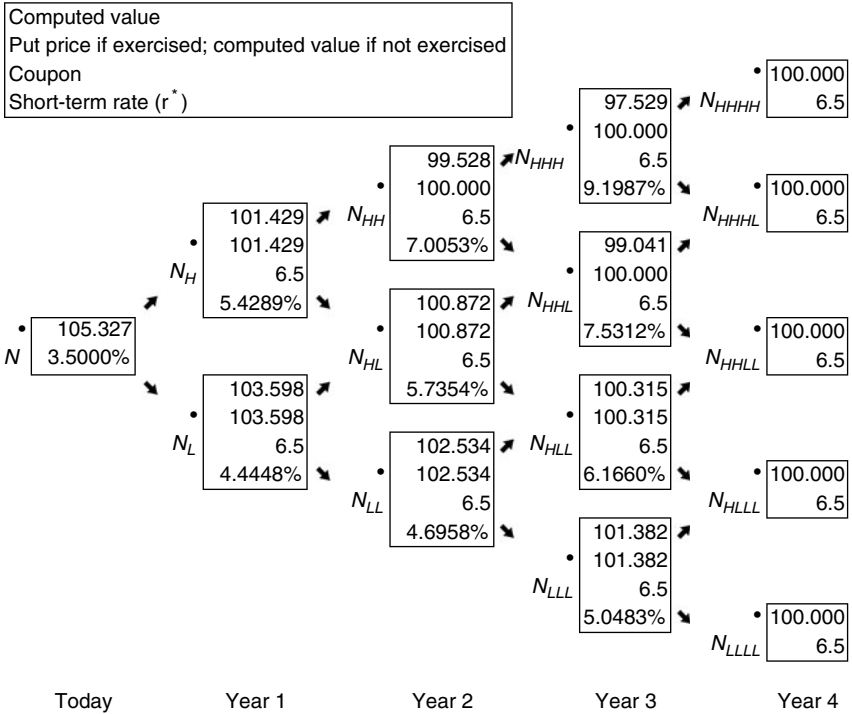 Computed value
Put price if exercised; computed value if not exercised
Coupon
Short-term rate (r*)
• 105.327
N 3.5000%
101.429
• 101.429
N_H 6.5
5.4289%
103.598
• 103.598
N_L 6.5
4.4448%
99.528
• 100.000
N_HH 6.5
7.0053%
100.872
• 100.872
N_HL 6.5
5.7354%
102.534
• 102.534
N_LL 6.5
4.6958%
97.529
• 100.000
N_HHH 6.5
9.1987%
99.041
• 100.000
N_HHL 6.5
7.5312%
100.315
• 100.315
N_HLL 6.5
6.1660%
101.382
• 101.382
N_LLL 6.5
5.0483%
• 100.000
N_HHHH 6.5
• 100.000
N_HHHL 6.5
• 100.000
N_HHLL 6.5
• 100.000
N_HLLL 6.5
• 100.000
N_LLLL 6.5
Today Year 1 Year 2 Year 3 Year 4